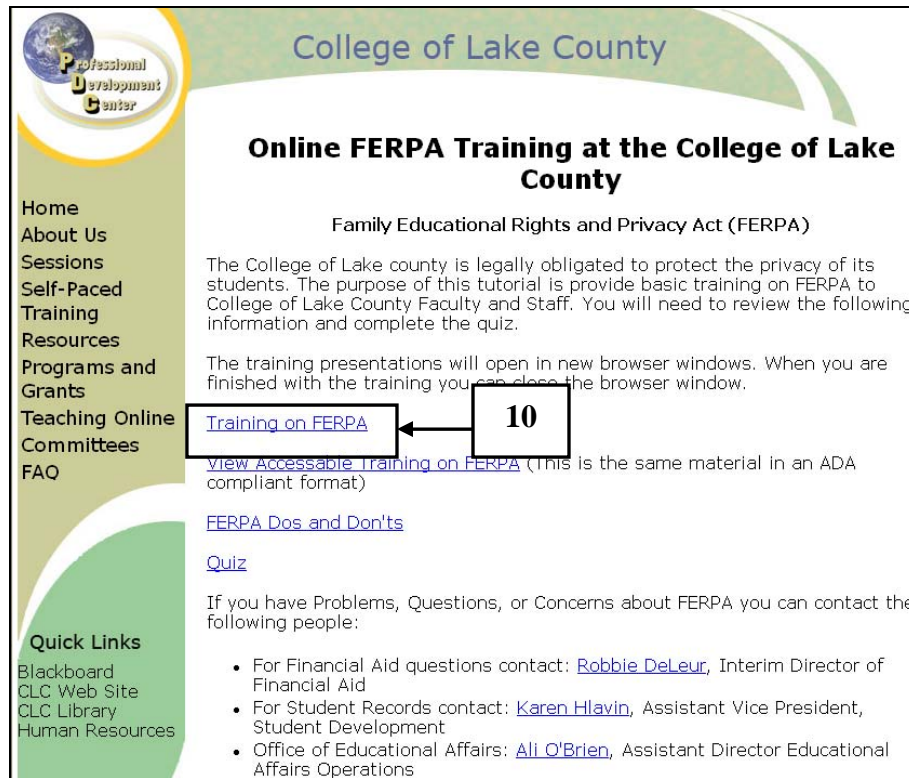 Professional
Development
Center
College of Lake County
Online FERPA Training at the College of Lake
County
Family Educational Rights and Privacy Act (FERPA)
Home
About Us
Sessions
Self-Paced
Training
Resources
Programs and
Grants
Teaching Online
Committees
FAQ
The College of Lake county is legally obligated to protect the privacy of its
students. The purpose of this tutorial is provide basic training on FERPA to
College of Lake County Faculty and Staff. You will need to review the following
information and complete the quiz.
The training presentations will open in new browser windows. When you are
finished with the training you can close the browser window.
Training on FERPA
10
View Accessable Training on FERPA (This is the same material in an ADA
compliant format)
FERPA Dos and Don'ts
Quiz
If you have Problems, Questions, or Concerns about FERPA you can contact the
following people:
• For Financial Aid questions contact: Robbie DeLeur, Interim Director of
Financial Aid
• For Student Records contact: Karen Hlavin, Assistant Vice President,
Student Development
• Office of Educational Affairs: Ali O'Brien, Assistant Director Educational
Affairs Operations
Quick Links
Blackboard
CLC Web Site
CLC Library
Human Resources